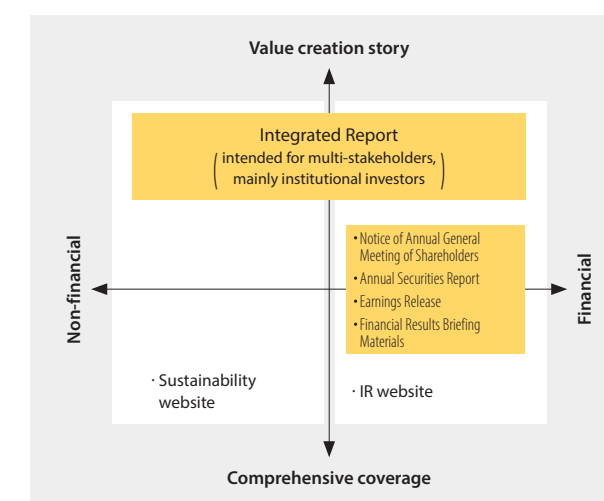 Value creation story
Integrated Report
(intended for multi-stakeholders,
mainly institutional investors)
• Notice of Annual General
Meeting of Shareholders
• Annual Securities Report
• Earnings Release
• Financial Results Briefing
Materials
Non-financial
Financial
· Sustainability
website
· IR website
Comprehensive coverage